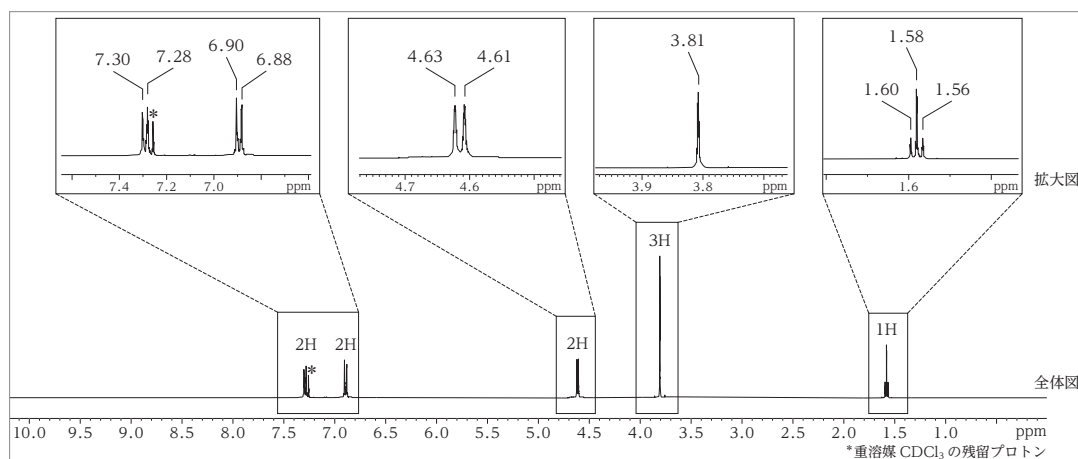 7.30 7.28 6.90 6.88
*
7.4 7.2 7.0 ppm
4.63 4.61
4.7 4.6 ppm
3.81
3.9 3.8 ppm
1.58
1.60 1.56
1.6 ppm
拡大図
2H * 2H 2H 3H 1H
全体図
10.0 9.5 9.0 8.5 8.0 7.5 7.0 6.5 6.0 5.5 5.0 4.5 4.0 3.5 3.0 2.5 2.0 1.5 1.0 ppm
*重溶媒 CDCl₃ の残留プロトン